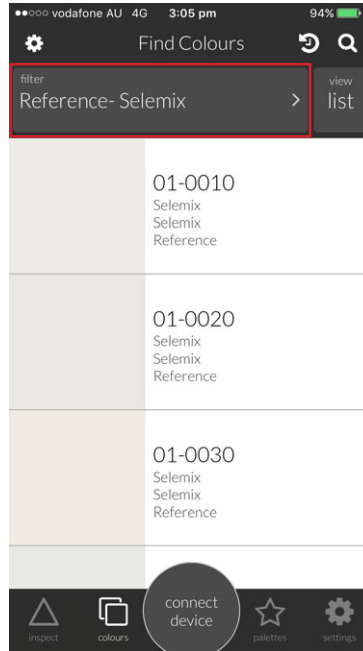 vodafone AU 4G 3:05 pm 94%
Find Colours
filter
Reference- Selemix
view
list
01-0010
Selemix
Selemix
Reference
01-0020
Selemix
Selemix
Reference
01-0030
Selemix
Selemix
Reference
connect
device
inspect
colours
palettes
settings